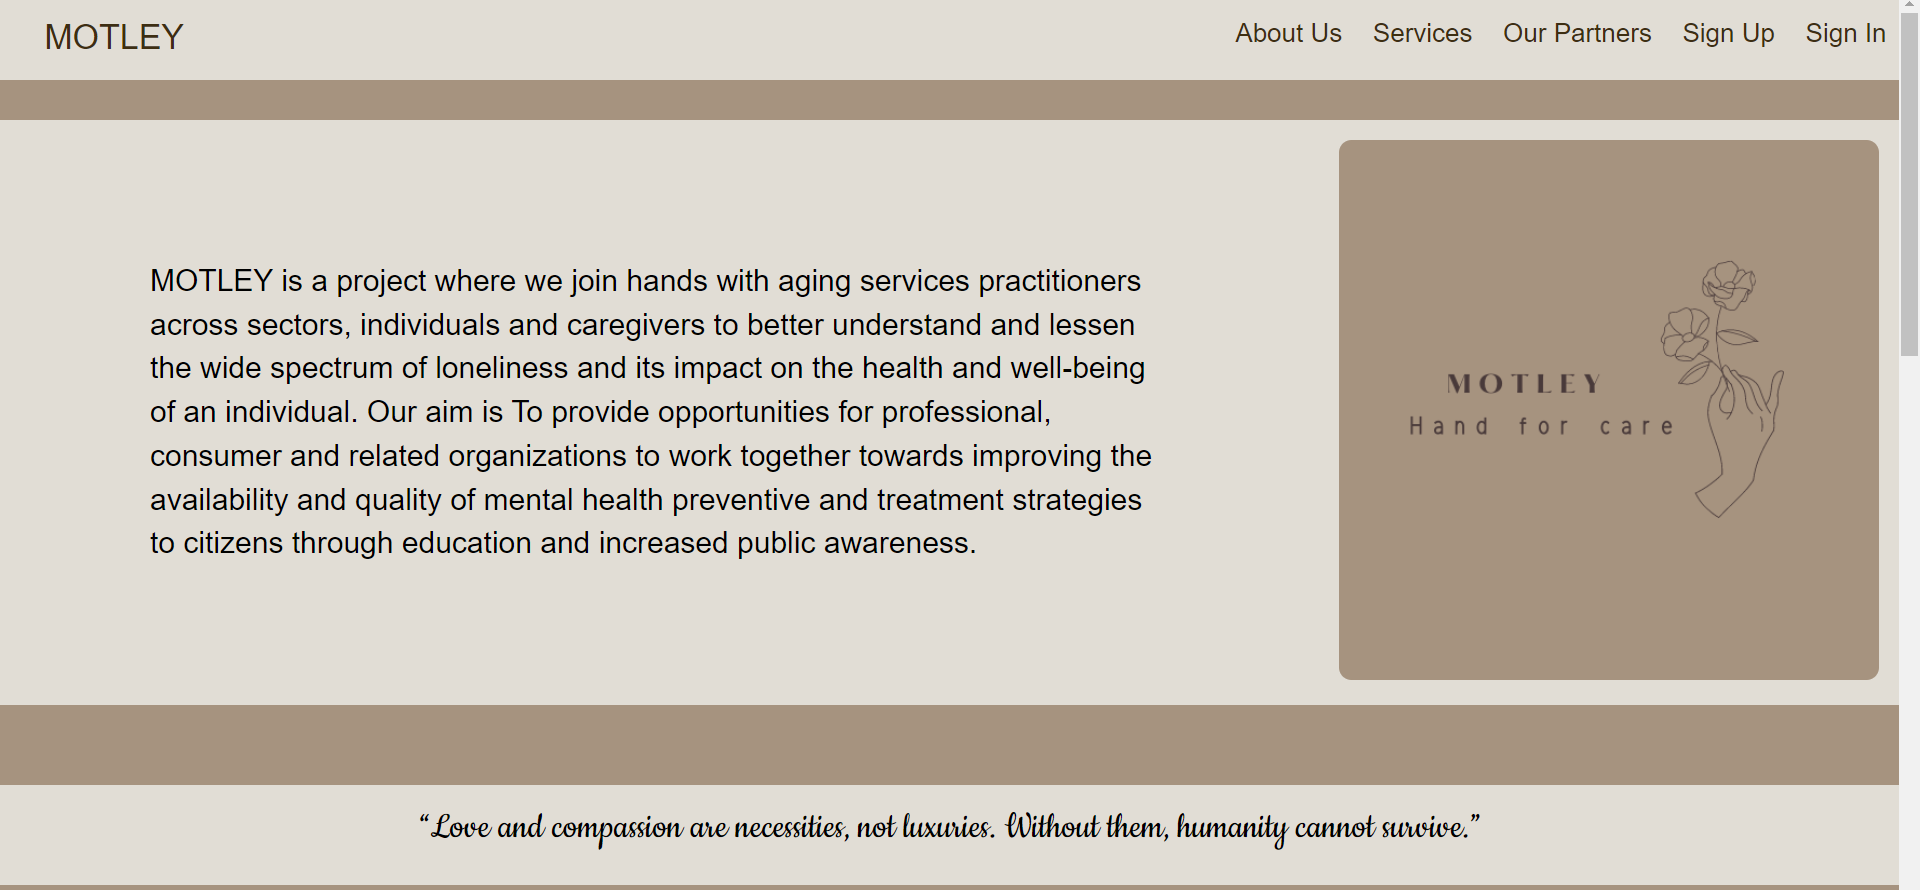 MOTLEY
About Us Services Our Partners Sign Up Sign In
MOTLEY is a project where we join hands with aging services practitioners
across sectors, individuals and caregivers to better understand and lessen
the wide spectrum of loneliness and its impact on the health and well-being
of an individual. Our aim is To provide opportunities for professional,
consumer and related organizations to work together towards improving the
availability and quality of mental health preventive and treatment strategies
to citizens through education and increased public awareness.
MOTLEY
Hand for care
“Love and compassion are necessities, not luxuries. Without them, humanity cannot survive.”